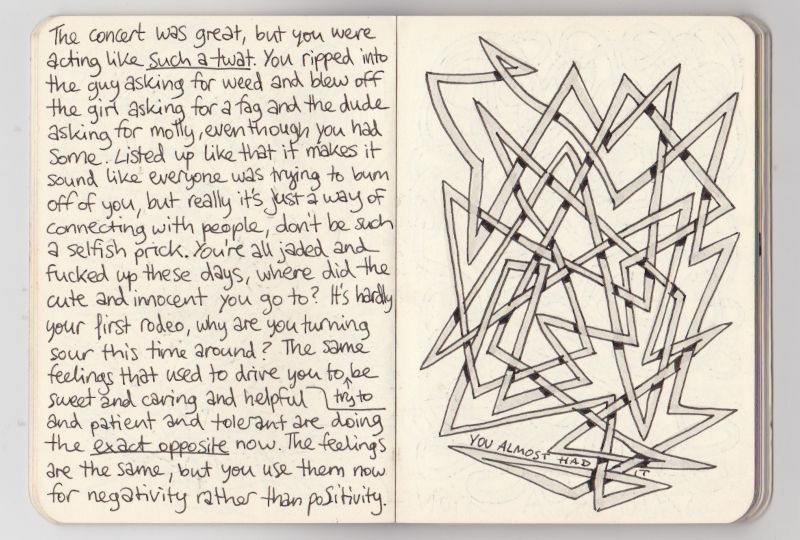 The concert was great, but you were
acting like such a twat. You ripped into
the guy asking for weed and blew off
the girl asking for a fag and the dude
asking for molly, even though you had
some. Listed up like that it makes it
sound like everyone was trying to bum
off of you, but really it's just a way of
connecting with people, don't be such
a selfish prick. You're all jaded and
fucked up these days, where did the
cute and innocent you go to? It's hardly
your first rodeo, why are you turning
sour this time around? The same
feelings that used to drive you to be
sweet and caring and helpful try to
and patient and tolerant are doing
the exact opposite now. The feelings
are the same, but you use them now
for negativity rather than positivity.
YOU ALMOST HAD IT